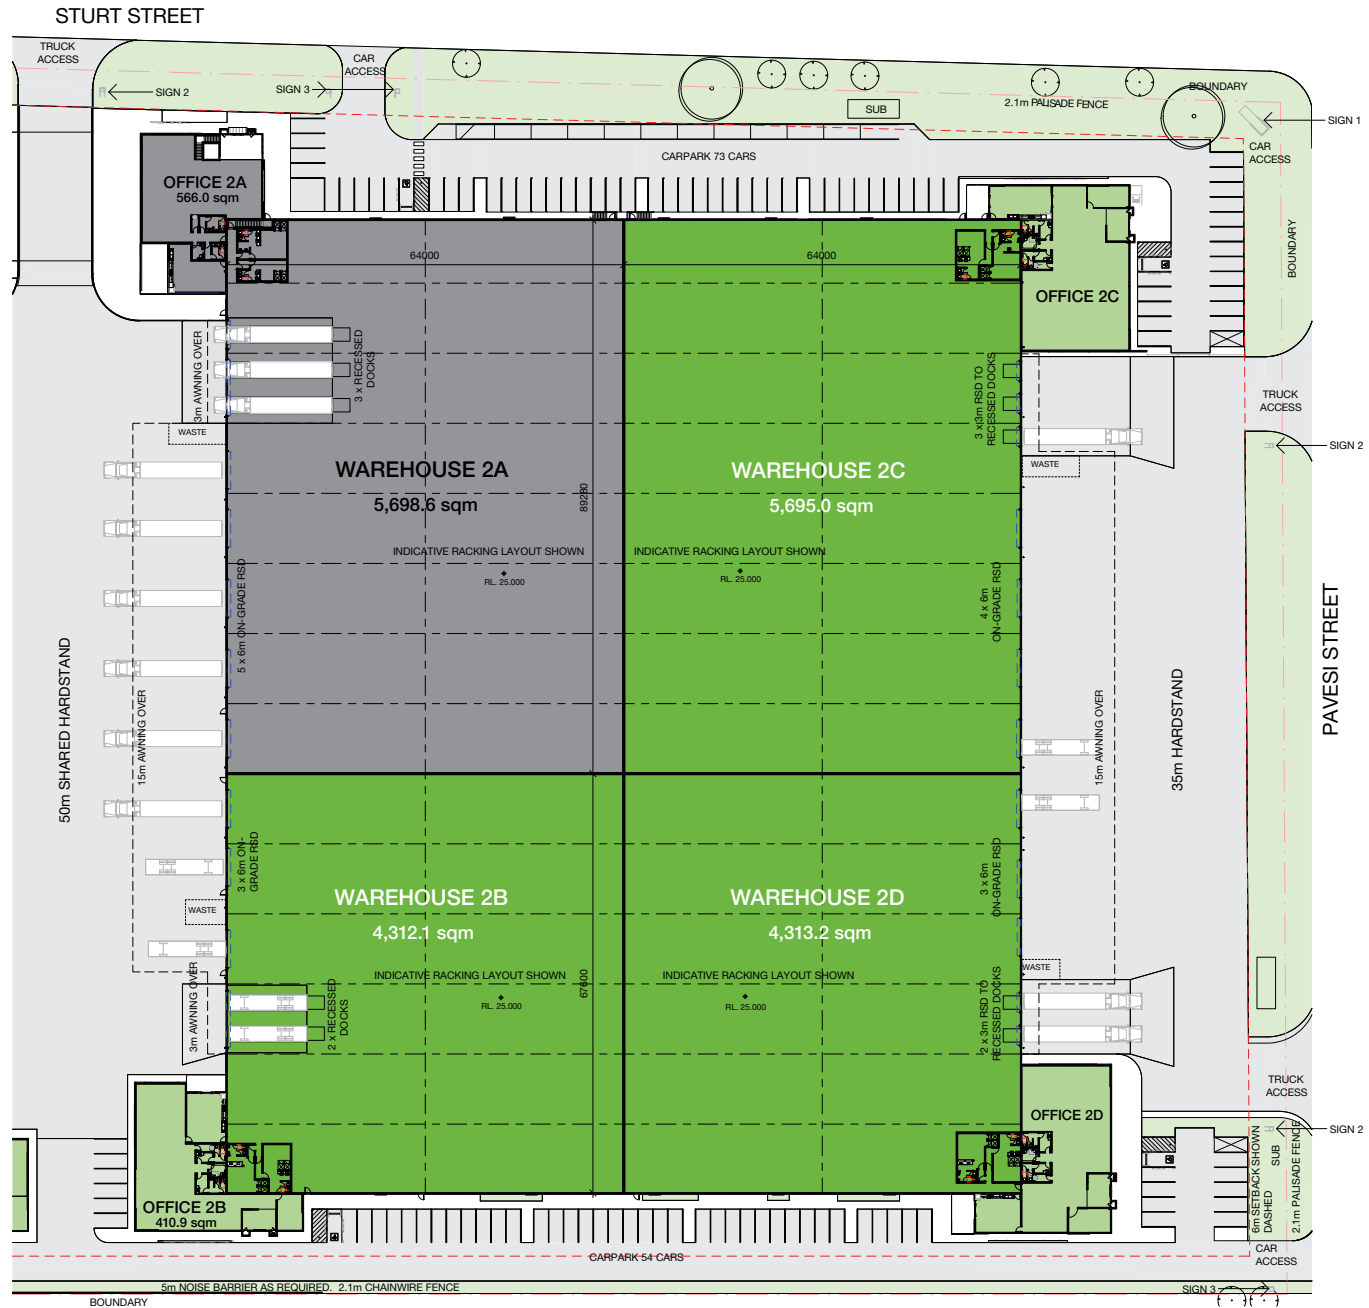 STURT STREET
TRUCK
ACCESS
CAR
ACCESS
SIGN 2
SIGN 3
SUB
2.1m PALISADE FENCE
BOUNDARY
SIGN 1
CAR
ACCESS
CARPARK 73 CARS
OFFICE 2A
566.0 sqm
BOUNDARY
64000
64000
OFFICE 2C
3m AWNING OVER
3 x RECESSED
DOCKS
3 x 3m RSD TO
RECESSED DOCKS
TRUCK
ACCESS
WASTE
SIGN 2
WAREHOUSE 2A
5,698.6 sqm
89280
WAREHOUSE 2C
5,695.0 sqm
WASTE
INDICATIVE RACKING LAYOUT SHOWN
RL. 25.000
INDICATIVE RACKING LAYOUT SHOWN
RL. 25.000
5 x 6m ON-GRADE RSD
4 x 6m
ON-GRADE RSD
PAVESI STREET
50m SHARED HARDSTAND
15m AWNING OVER
15m AWNING OVER
35m HARDSTAND
3 x 6m ON-
GRADE RSD
3 x 6m
ON-GRADE RSD
WAREHOUSE 2B
4,312.1 sqm
WAREHOUSE 2D
4,313.2 sqm
WASTE
WASTE
INDICATIVE RACKING LAYOUT SHOWN
RL. 25.000
67600
INDICATIVE RACKING LAYOUT SHOWN
RL. 25.000
3m AWNING OVER
2 x RECESSED
DOCKS
2 x 3m RSD TO
RECESSED DOCKS
TRUCK
ACCESS
OFFICE 2D
SIGN 2
6m SETBACK SHOWN
DASHED
SUB
2.1m PALISADE FENCE
OFFICE 2B
410.9 sqm
CARPARK 54 CARS
CAR
ACCESS
5m NOISE BARRIER AS REQUIRED. 2.1m CHAINWIRE FENCE
SIGN 3
BOUNDARY